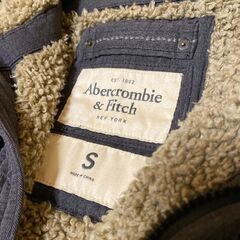 EST. 1892
Abercrombie
& Fitch
NEW YORK
S
MADE IN CHINA